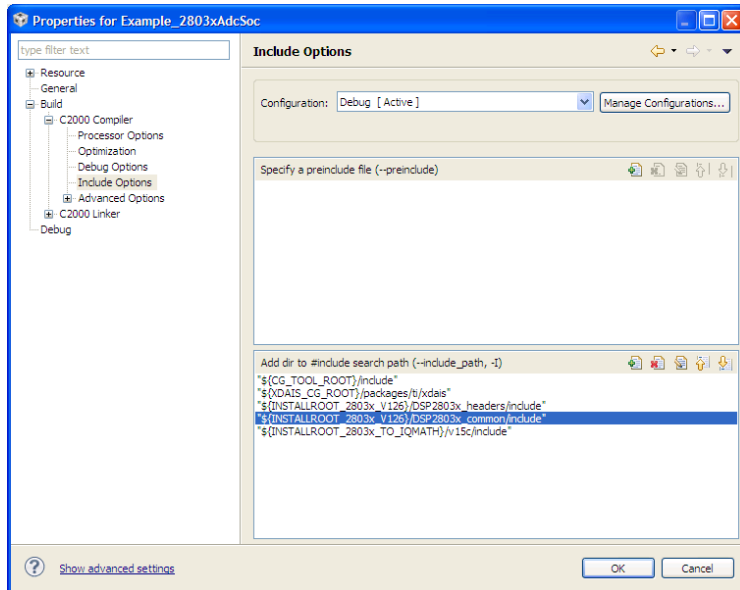 Properties for Example_2803xAdcSoc
type filter text
Resource
General
Build
C2000 Compiler
Processor Options
Optimization
Debug Options
Include Options
Advanced Options
C2000 Linker
Debug
Include Options
Configuration: Debug [ Active ] Manage Configurations...
Specify a preinclude file (--preinclude)
Add dir to #include search path (--include_path, -I)
"${CG_TOOL_ROOT}/include"
"${XDAIS_CG_ROOT}/packages/ti/xdais"
"${INSTALLROOT_2803x_V126}/DSP2803x_headers/include"
"${INSTALLROOT_2803x_V126}/DSP2803x_common/include"
"${INSTALLROOT_2803x_TO_IQMATH}/v15c/include"
? Show advanced settings OK Cancel